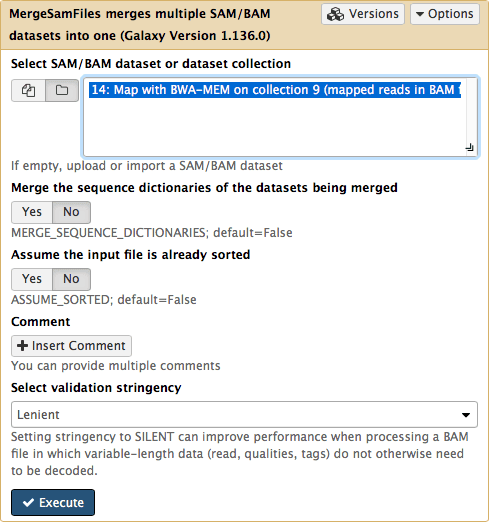 MergeSamFiles merges multiple SAM/BAM
datasets into one (Galaxy Version 1.136.0)
Versions
Options
Select SAM/BAM dataset or dataset collection
14: Map with BWA-MEM on collection 9 (mapped reads in BAM
If empty, upload or import a SAM/BAM dataset
Merge the sequence dictionaries of the datasets being merged
Yes No
MERGE_SEQUENCE_DICTIONARIES; default=False
Assume the input file is already sorted
Yes No
ASSUME_SORTED; default=False
Comment
Insert Comment
You can provide multiple comments
Select validation stringency
Lenient
Setting stringency to SILENT can improve performance when processing a BAM
file in which variable-length data (read, qualities, tags) do not otherwise need
to be decoded.
Execute